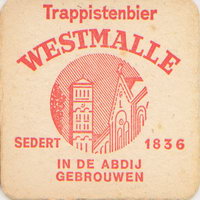 Trappistenbier
WESTMALLE
SEDERT 1836
IN DE ABDIJ
GEBROUWEN